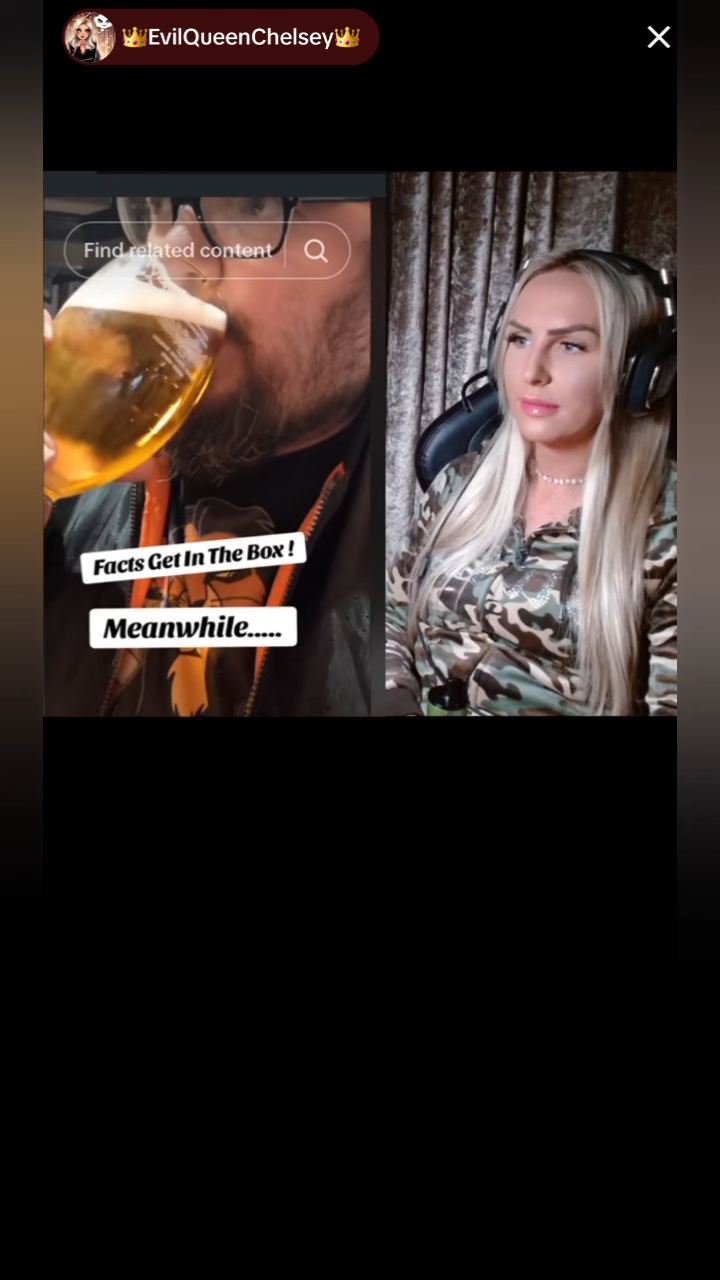 👑EvilQueenChelsey👑
Find related content
Facts Get In The Box !
Meanwhile.....